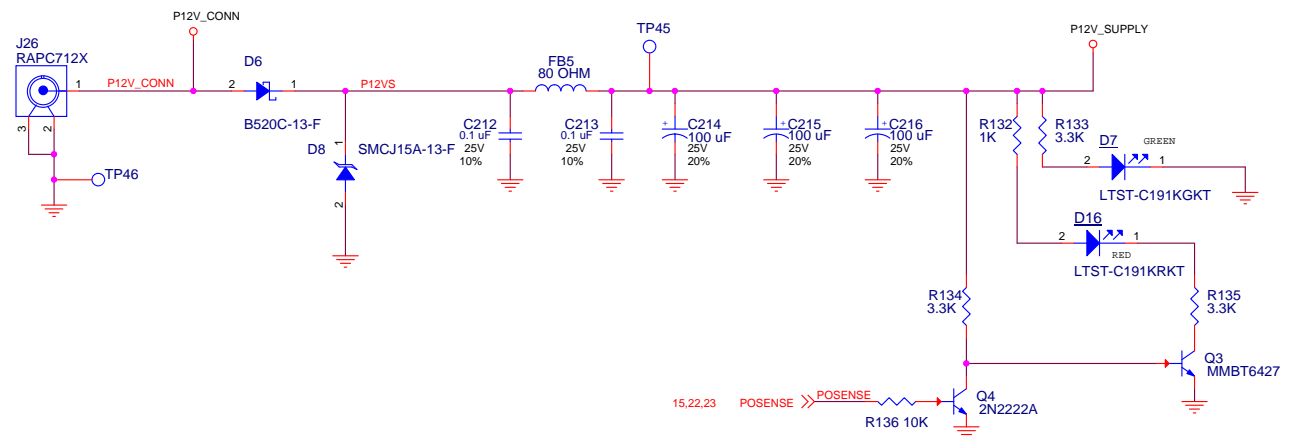 P12V_CONN
J26
RAPC712X
1
3
2
TP46
P12V_CONN
D6
2
1
B520C-13-F
P12VS
1
D8
SMCJ15A-13-F
2
C212
0.1 uF
25V
10%
FB5
80 OHM
C213
0.1 uF
25V
10%
TP45
C214
100 uF
25V
20%
+
C215
100 uF
25V
20%
+
C216
100 uF
25V
20%
+
P12V_SUPPLY
R132
1K
R133
3.3K
D7
GREEN
2
1
LTST-C191KGKT
D16
2
1
RED
LTST-C191KRKT
R134
3.3K
R135
3.3K
Q3
MMBT6427
15,22,23
POSENSE
POSENSE
R136 10K
Q4
2N2222A